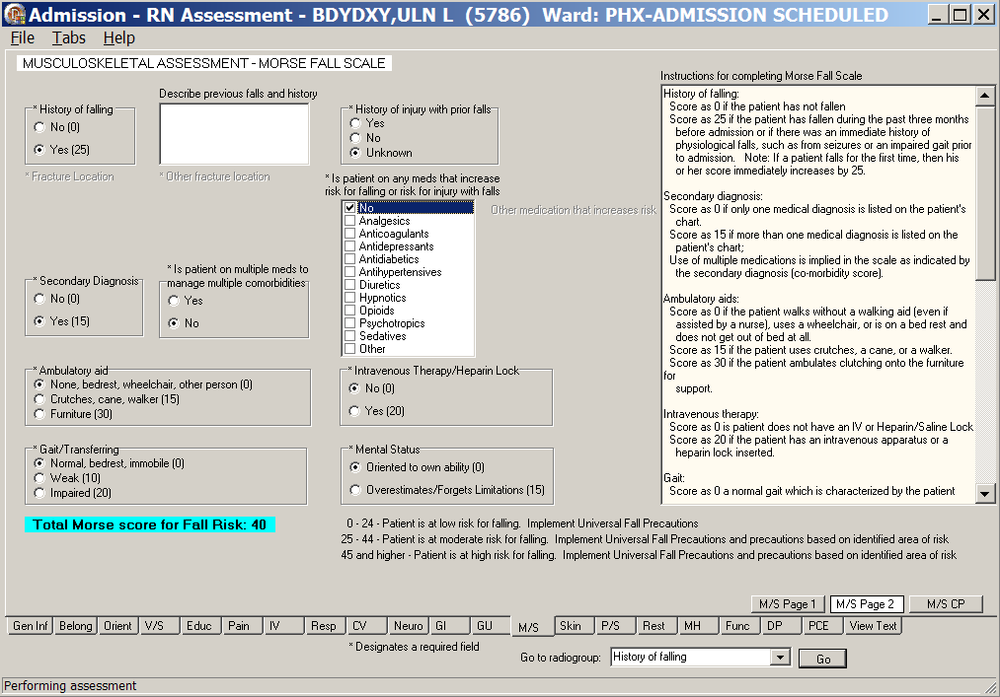 Admission - RN Assessment - BDYDXY,ULN L  (5786)  Ward: PHX-ADMISSION SCHEDULED
File Tabs Help
MUSCULOSKELETAL ASSESSMENT - MORSE FALL SCALE
* History of falling
No (0)
Yes (25)
Describe previous falls and history
* History of injury with prior falls
Yes
No
Unknown
* Fracture Location
* Other fracture location
* Is patient on any meds that increase
risk for falling or risk for injury with falls
No
Analgesics
Anticoagulants
Antidepressants
Antidiabetics
Antihypertensives
Diuretics
Hypnotics
Opioids
Psychotropics
Sedatives
Other
Other medication that increases risk
* Secondary Diagnosis
No (0)
Yes (15)
* Is patient on multiple meds to
manage multiple comorbidities
Yes
No
* Ambulatory aid
None, bedrest, wheelchair, other person (0)
Crutches, cane, walker (15)
Furniture (30)
* Intravenous Therapy/Heparin Lock
No (0)
Yes (20)
* Gait/Transferring
Normal, bedrest, immobile (0)
Weak (10)
Impaired (20)
* Mental Status
Oriented to own ability (0)
Overestimates/Forgets Limitations (15)
Instructions for completing Morse Fall Scale
History of falling:
Score as 0 if the patient has not fallen
Score as 25 if the patient has fallen during the past three months
before admission or if there was an immediate history of
physiological falls, such as from seizures or an impaired gait prior
to admission.   Note: If a patient falls for the first time, then his
or her score immediately increases by 25.
Secondary diagnosis:
Score as 0 if only one medical diagnosis is listed on the patient's
chart.
Score as 15 if more than one medical diagnosis is listed on the
patient's chart;
Use of multiple medications is implied in the scale as indicated by
the secondary diagnosis (co-morbidity score).
Ambulatory aids:
Score as 0 if the patient walks without a walking aid (even if
assisted by a nurse), uses a wheelchair, or is on a bed rest and
does not get out of bed at all.
Score as 15 if the patient uses crutches, a cane, or a walker.
Score as 30 if the patient ambulates clutching onto the furniture
for
support.
Intravenous therapy:
Score as 0 is patient does not have an IV or Heparin/Saline Lock
Score as 20 if the patient has an intravenous apparatus or a
heparin lock inserted.
Gait:
Score as 0 a normal gait which is characterized by the patient
Total Morse score for Fall Risk: 40
0 - 24 - Patient is at low risk for falling.  Implement Universal Fall Precautions
25 - 44 - Patient is at moderate risk for falling.  Implement Universal Fall Precautions and precautions based on identified area of risk
45 and higher - Patient is at high risk for falling.  Implement Universal Fall Precautions and precautions based on identified area of risk
M/S Page 1 M/S Page 2 M/S CP
Gen Inf Belong Orient V/S Educ Pain IV Resp CV Neuro GI GU M/S Skin P/S Rest MH Func DP PCE View Text
* Designates a required field
Go to radiogroup: History of falling Go
Performing assessment